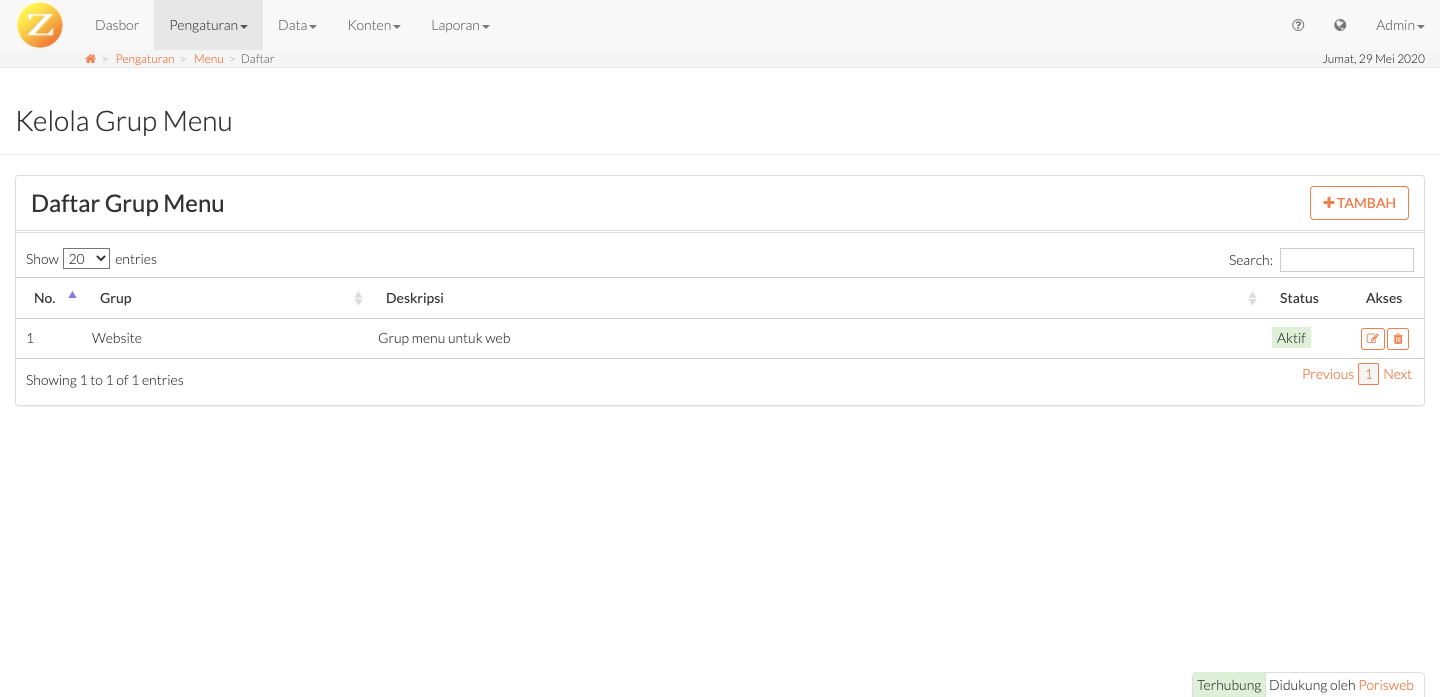 Z Dasbor Pengaturan Data Konten Laporan Admin
> Pengaturan > Menu > Daftar Jumat, 29 Mei 2020
Kelola Grup Menu
Daftar Grup Menu TAMBAH
Show 20 entries Search:
No. Grup Deskripsi Status Akses
1 Website Grup menu untuk web Aktif
Showing 1 to 1 of 1 entries Previous 1 Next
Terhubung Didukung oleh Porisweb